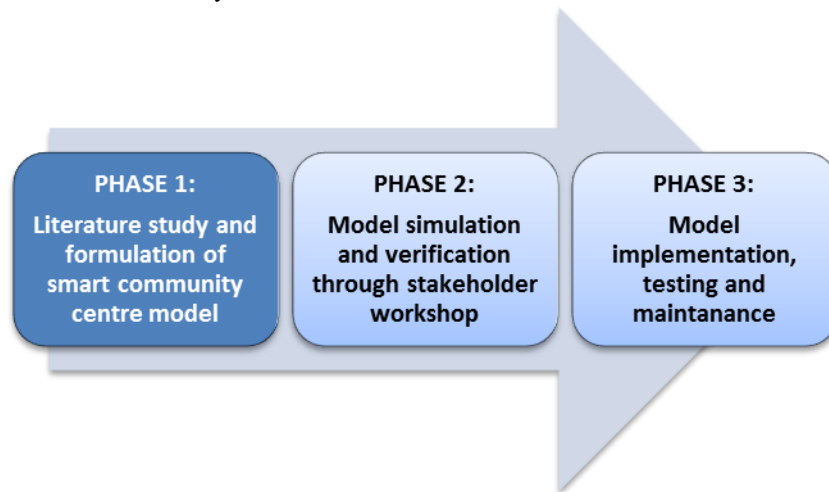 PHASE 1:
Literature study and
formulation of
smart community
centre model
PHASE 2:
Model simulation
and verification
through stakeholder
workshop
PHASE 3:
Model
implementation,
testing and
maintanance